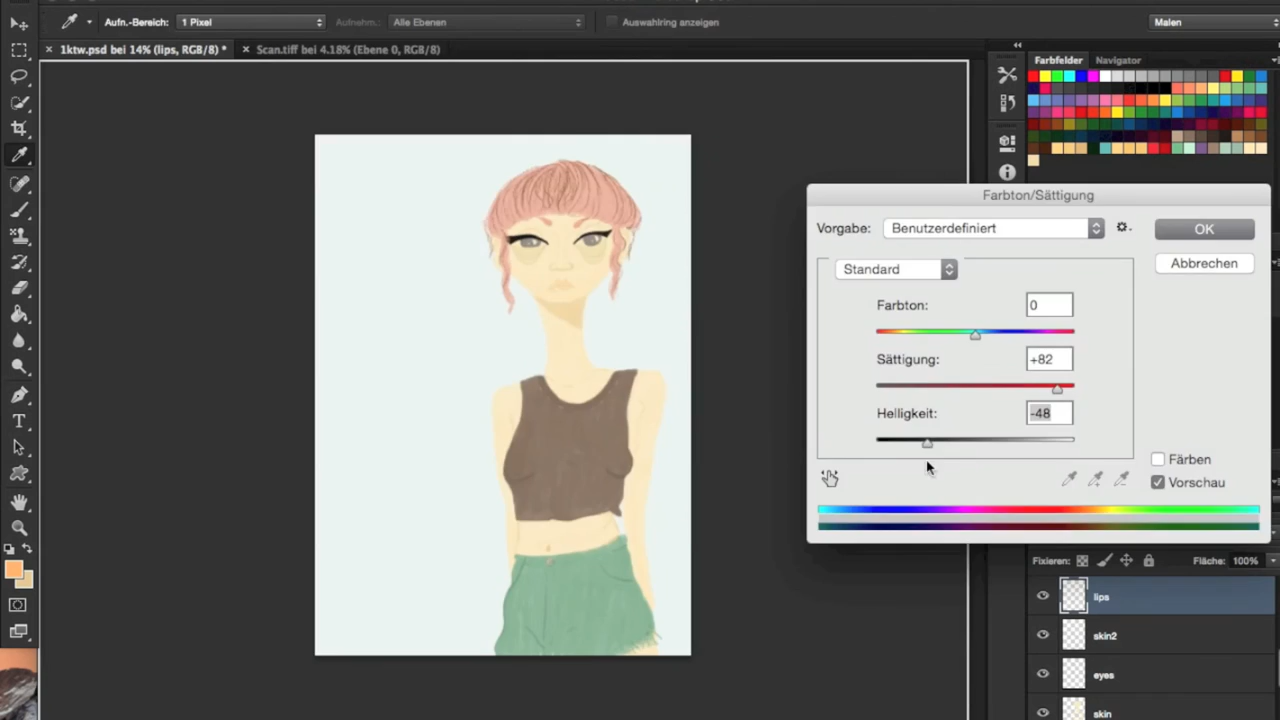 Aufn.-Bereich: 1 Pixel Aufnehm.: Alle Ebenen Auswahlring anzeigen Malen
× 1ktw.psd bei 14% (lips, RGB/8) * × Scan.tiff bei 4.18% (Ebene 0, RGB/8)
Farbfelder Navigator
Farbton/Sättigung
Vorgabe: Benutzerdefiniert OK
Standard Abbrechen
Farbton: 0
Sättigung: +82
Helligkeit: -48
Färben
Vorschau
Fixieren: Fläche: 100%
lips
skin2
eyes
skin